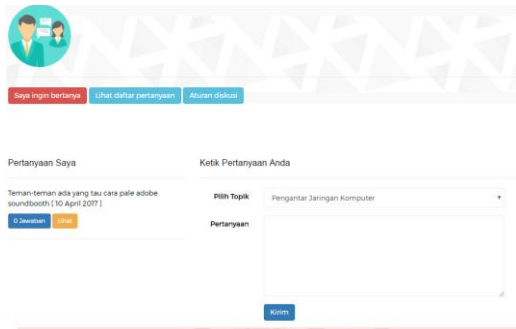 Saya ingin bertanya
Lihat daftar pertanyaan
Aturan diskusi
Pertanyaan Saya
Teman-teman ada yang tau cara pale adobe
soundbooth [ 10 April 2017 ]
0 Jawaban
Lihat
Ketik Pertanyaan Anda
Pilih Topik
Pengantar Jaringan Komputer
Pertanyaan
Kirim